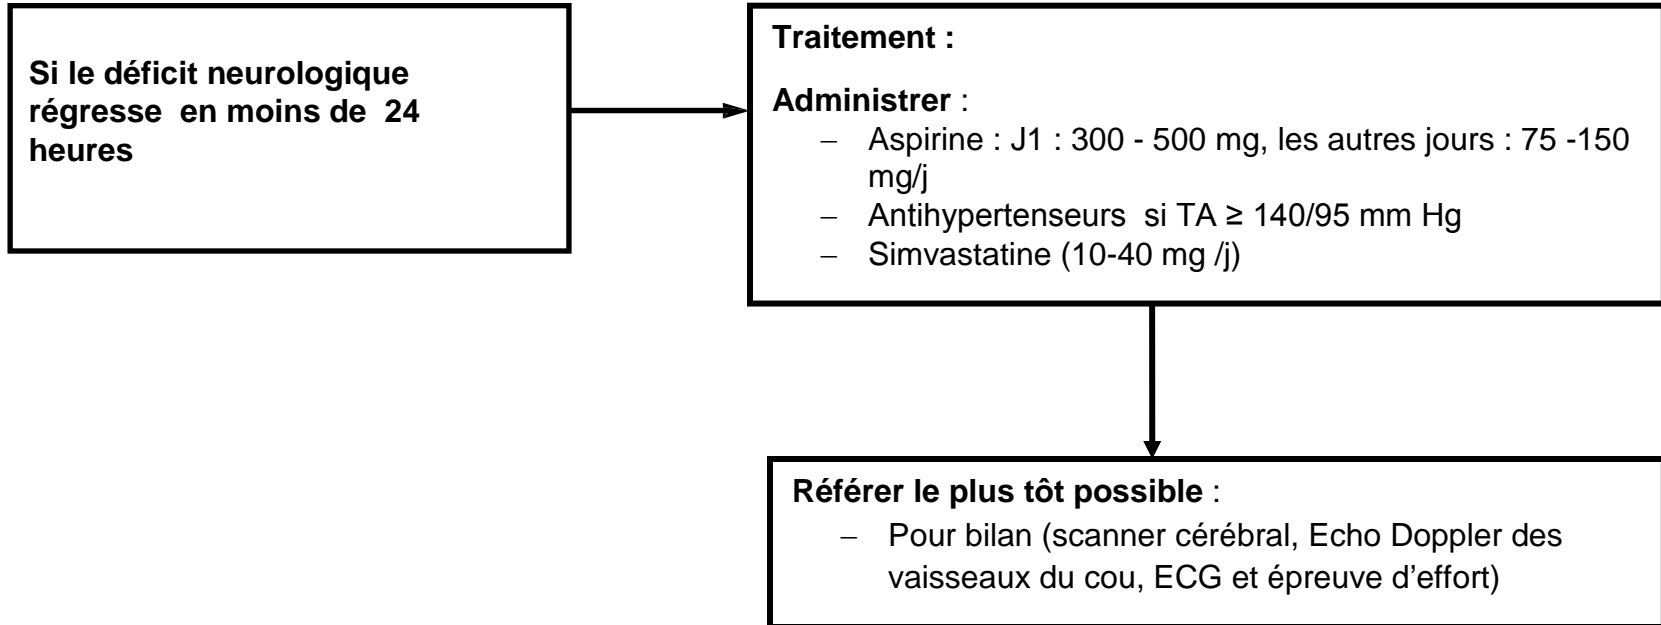 Si le déficit neurologique
régresse en moins de 24
heures
Traitement :
Administrer :
– Aspirine : J1 : 300 - 500 mg, les autres jours : 75 -150
mg/j
– Antihypertenseurs si TA ≥ 140/95 mm Hg
– Simvastatine (10-40 mg /j)
Référer le plus tôt possible :
– Pour bilan (scanner cérébral, Echo Doppler des
vaisseaux du cou, ECG et épreuve d’effort)